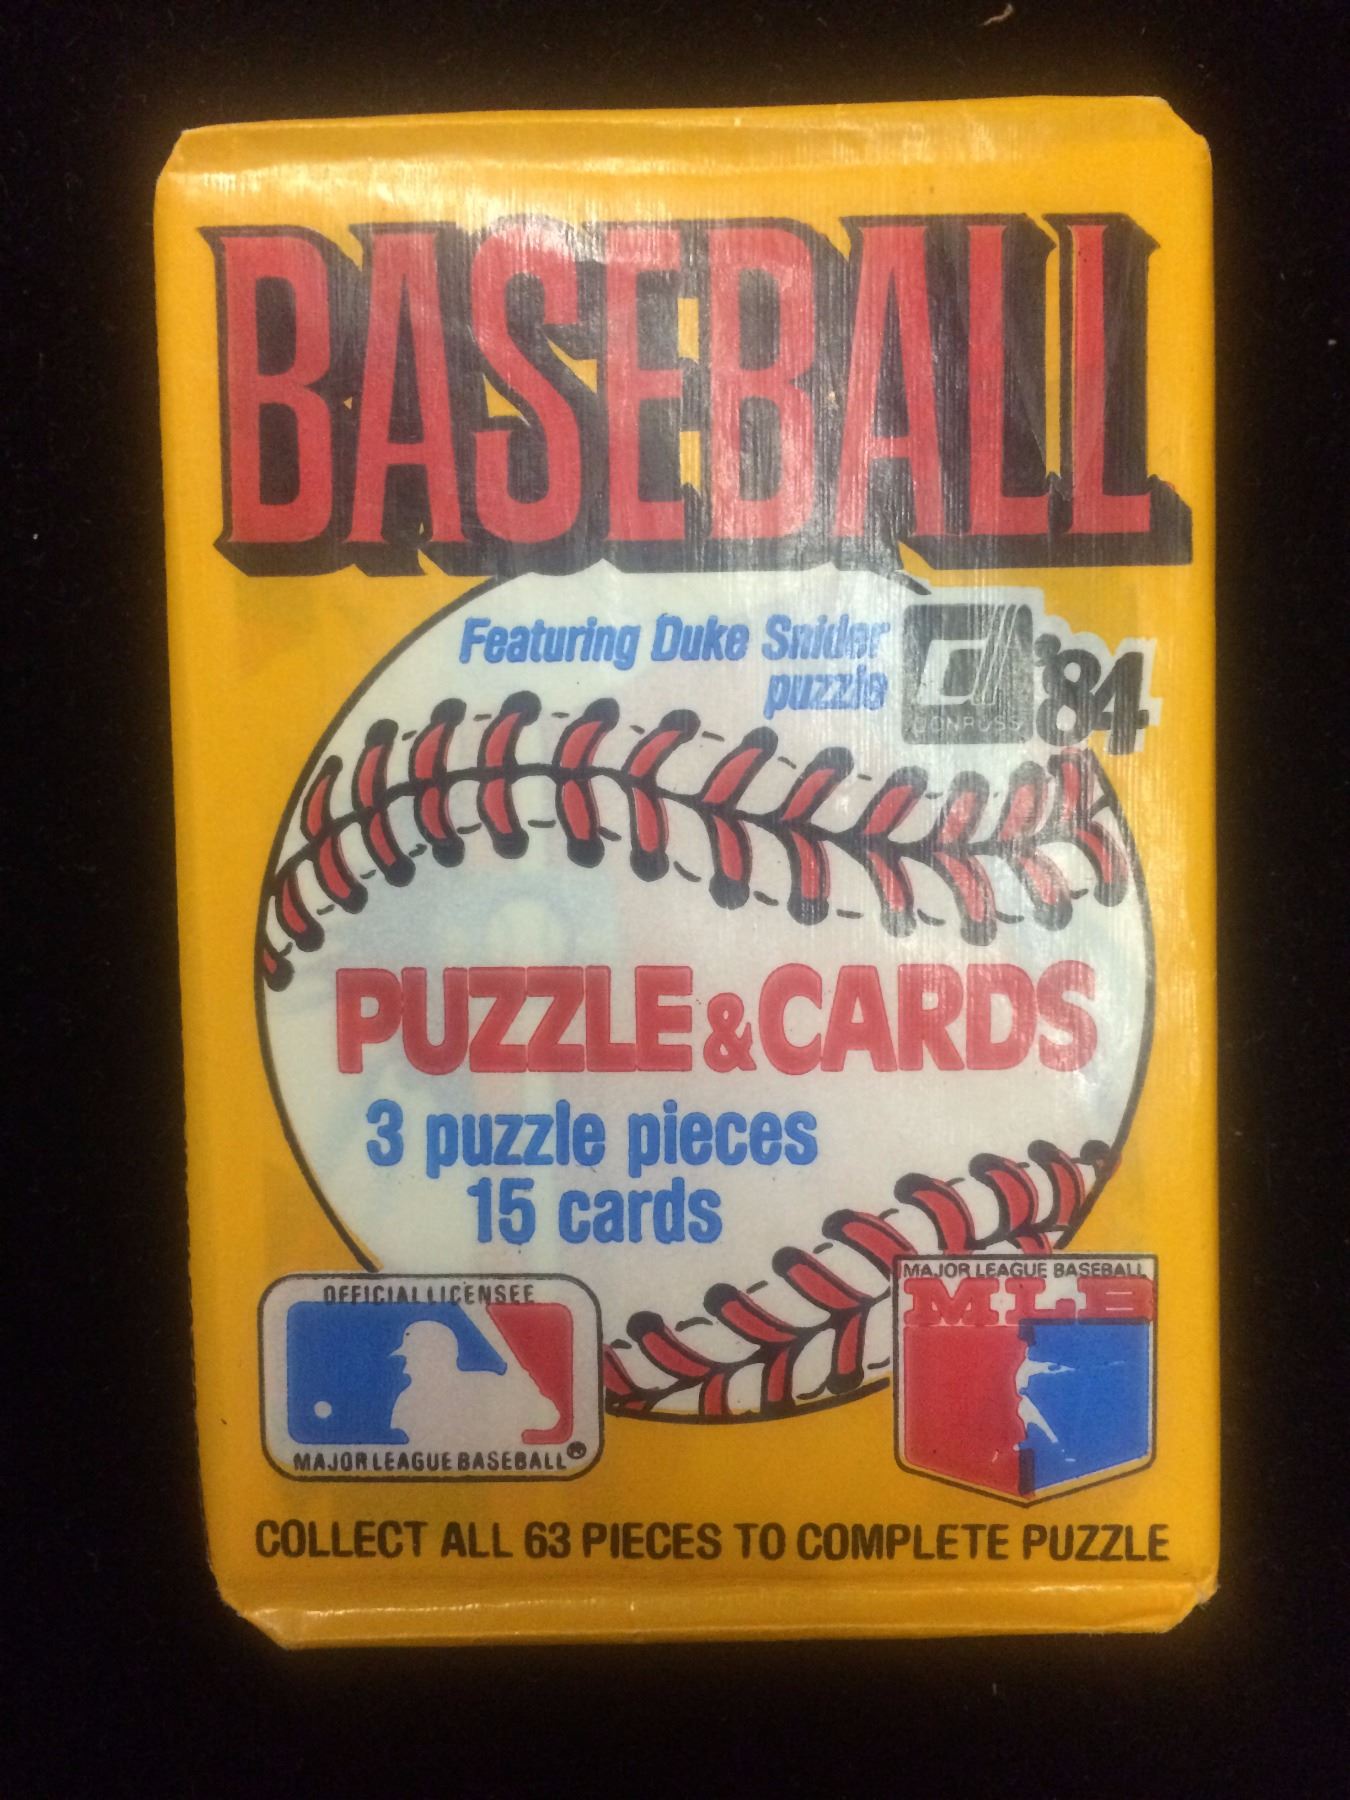 BASEBALL
Featuring Duke Snider
puzzle
DONRUSS
'84
PUZZLE & CARDS
3 puzzle pieces
15 cards
OFFICIAL LICENSEE
MAJOR LEAGUE BASEBALL®
MAJOR LEAGUE BASEBALL
MLB
COLLECT ALL 63 PIECES TO COMPLETE PUZZLE